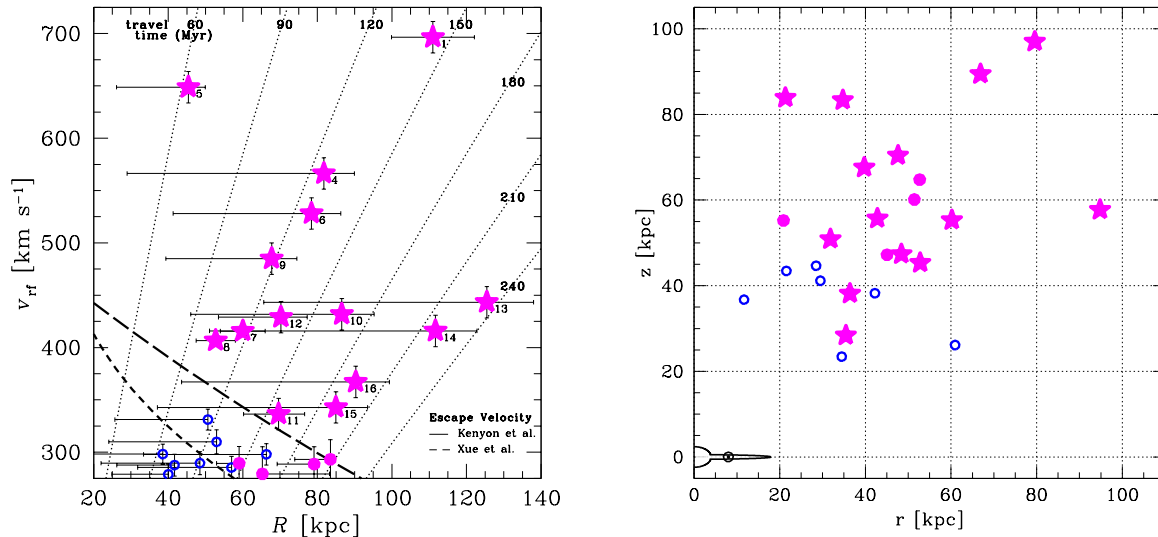 travel 60 90 120 150
time (Myr)
700
1
5
180
600
4
6
210
500
9
240
13
12
10
400
7
14
8
16
Escape Velocity
11
15
Kenyon et al.
300
Xue et al.
20 40 60 80 100 120 140
R [kpc]
v_rf [km s⁻¹]
100
80
60
40
20
0
0 20 40 60 80 100
r [kpc]
z [kpc]